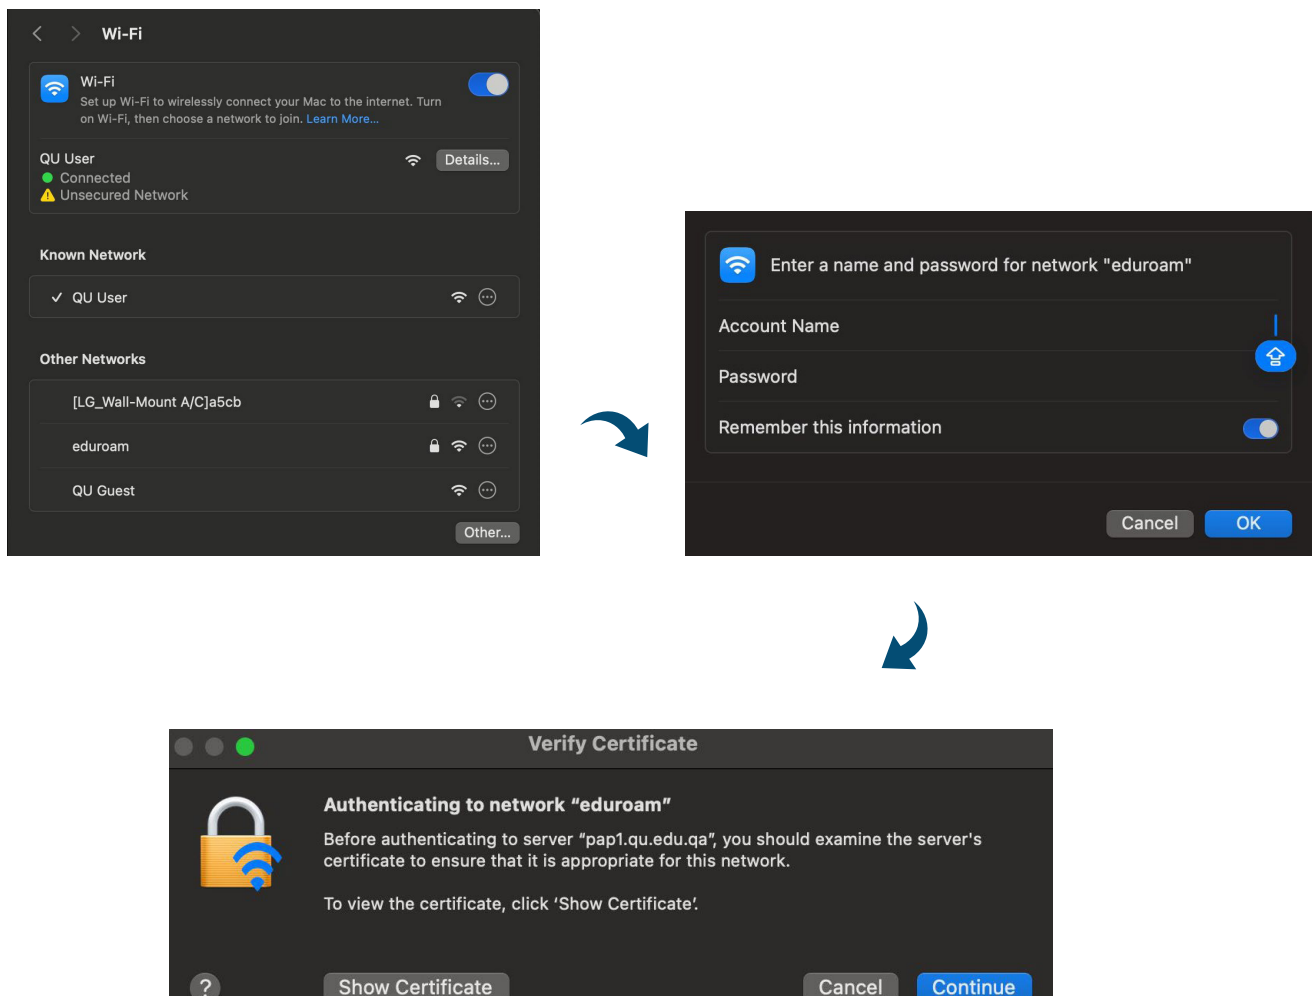 Wi-Fi
Wi-Fi
Set up Wi-Fi to wirelessly connect your Mac to the internet. Turn
on Wi-Fi, then choose a network to join. Learn More...
QU User
Details...
Connected
Unsecured Network
Known Network
QU User
Other Networks
[LG_Wall-Mount A/C]a5cb
eduroam
QU Guest
Other...
Enter a name and password for network "eduroam"
Account Name
Password
Remember this information
Cancel
OK
Verify Certificate
Authenticating to network “eduroam”
Before authenticating to server “pap1.qu.edu.qa”, you should examine the server's
certificate to ensure that it is appropriate for this network.
To view the certificate, click ‘Show Certificate’.
?
Show Certificate
Cancel
Continue